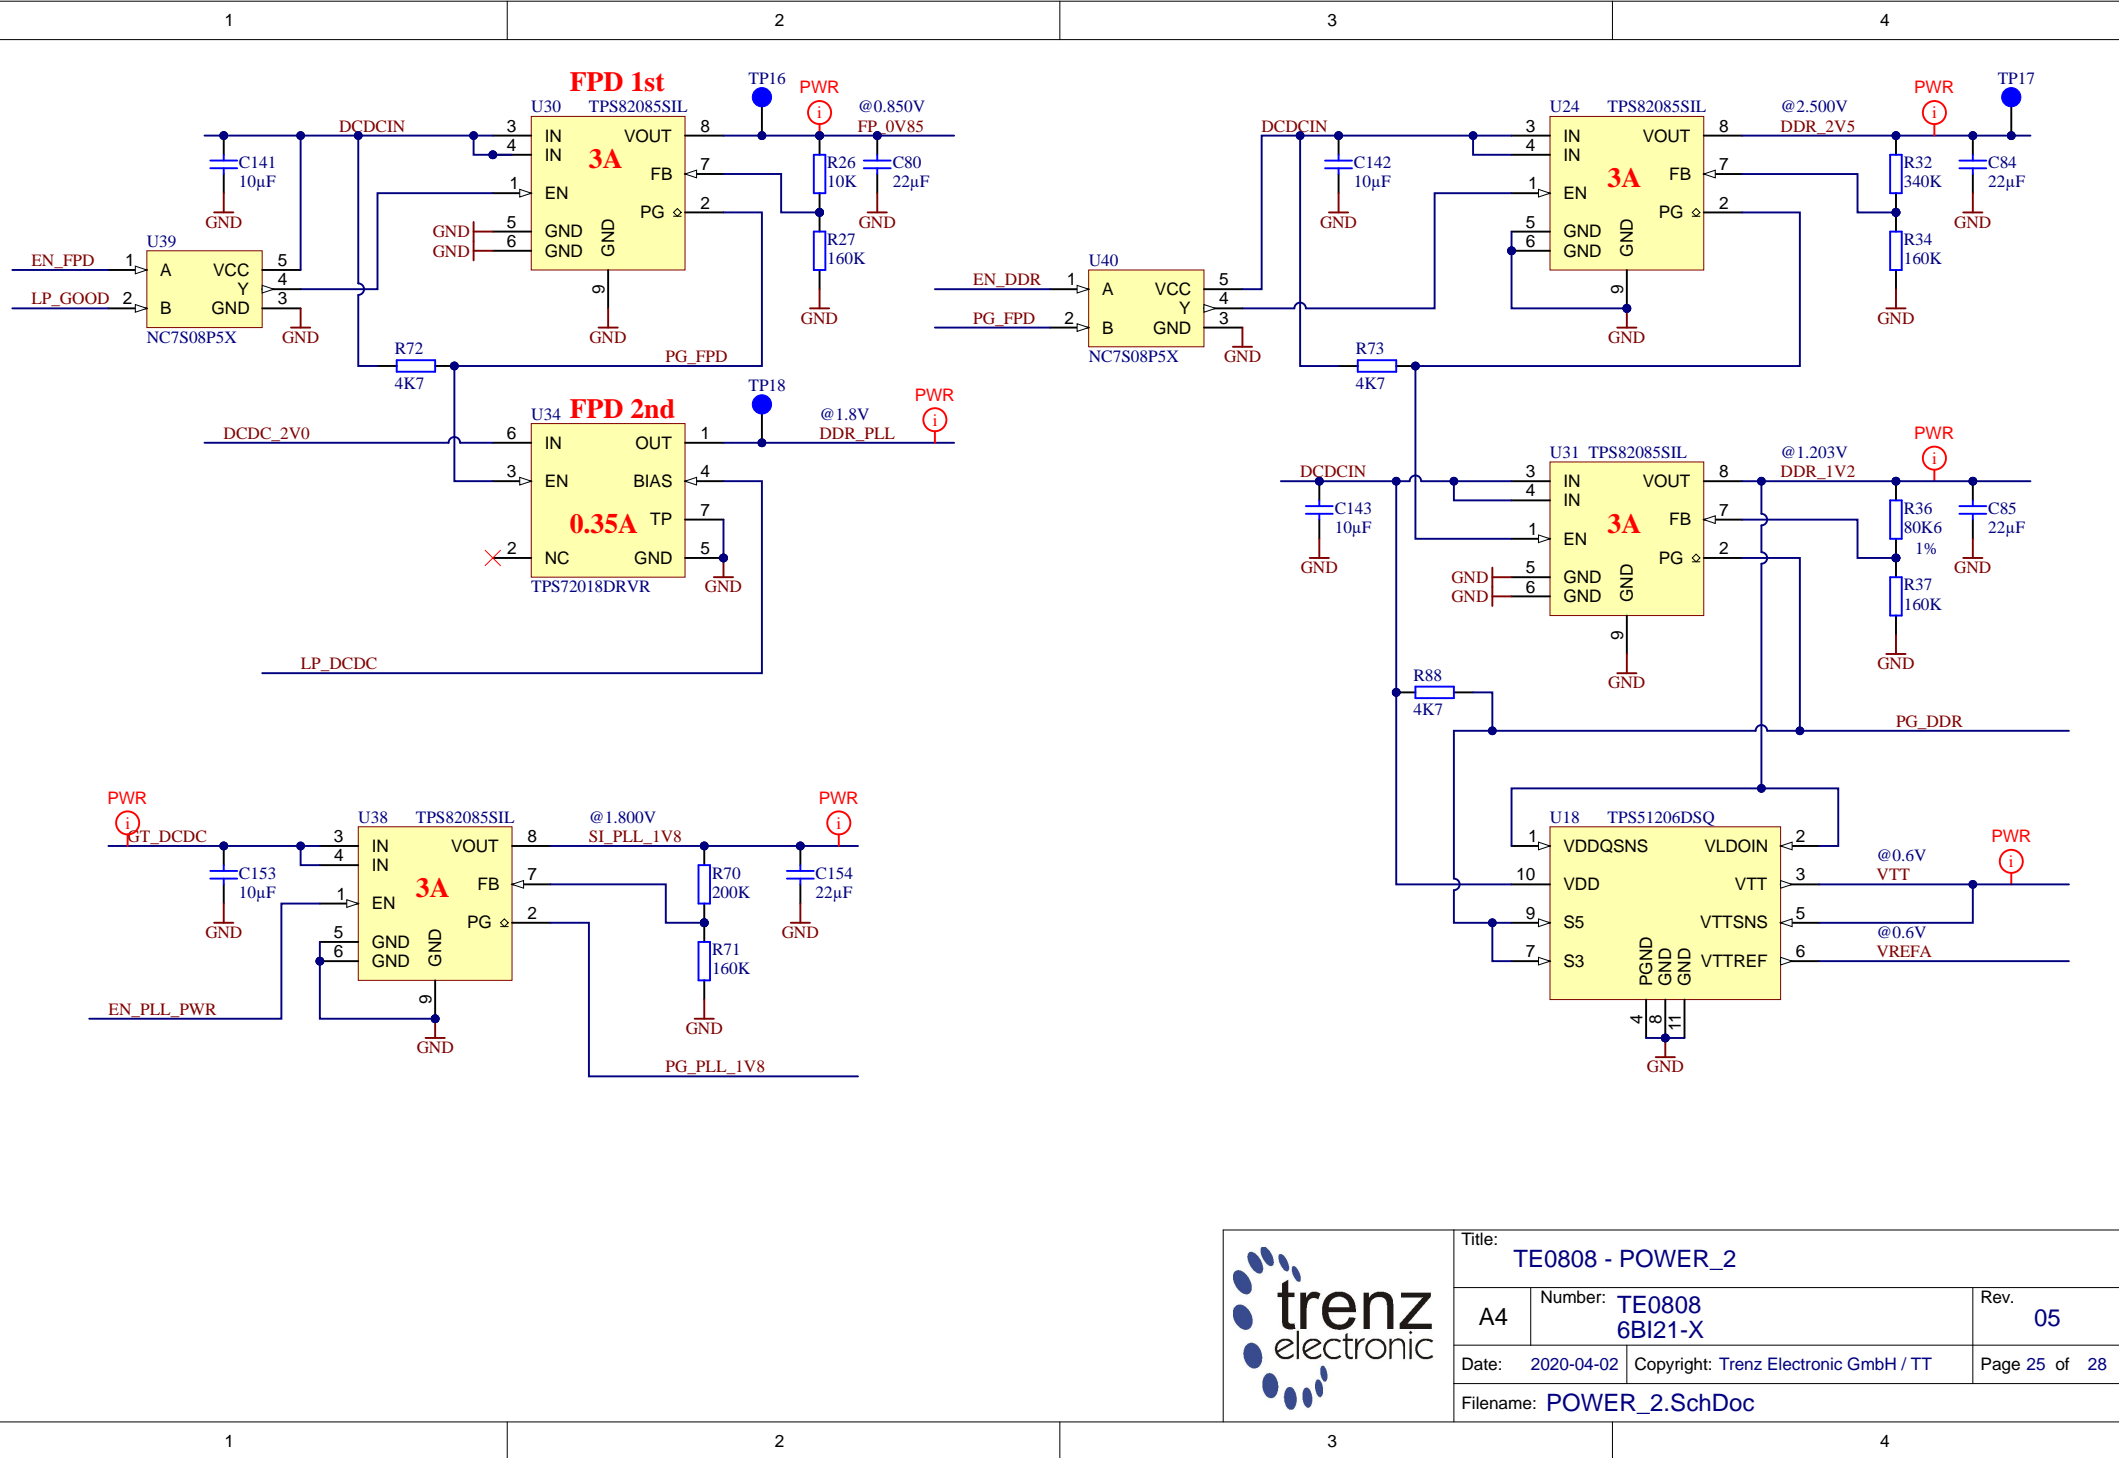 1 2 3 4
FPD 1st
U30 TPS82085SIL
TP16
PWR
i
@0.850V
DCDCIN
FP_0V85
3 IN VOUT 8
4 IN
3A
FB 7
1 EN
PG 2
5 GND
6 GND
GND
9
GND
GND
GND
C141
10µF
GND
R26
10K
C80
22µF
GND
R27
160K
GND
U39
EN_FPD 1 A VCC 5
Y 4
LP_GOOD 2 B GND 3
NC7S08P5X
GND
R72
4K7
PG_FPD
U34 FPD 2nd
TP18
PWR
i
@1.8V
DCDC_2V0
DDR_PLL
6 IN OUT 1
3 EN BIAS 4
0.35A TP 7
2 NC GND 5
TPS72018DRVR
GND
LP_DCDC
PWR
i
GT_DCDC
U38 TPS82085SIL
@1.800V
SI_PLL_1V8
PWR
i
3 IN VOUT 8
4 IN
3A
FB 7
1 EN
PG 2
5 GND
6 GND
GND
9
GND
C153
10µF
GND
R70
200K
C154
22µF
GND
R71
160K
GND
EN_PLL_PWR
PG_PLL_1V8
U24 TPS82085SIL
@2.500V
PWR
i
TP17
DCDCIN
DDR_2V5
3 IN VOUT 8
4 IN
3A
FB 7
1 EN
PG 2
5 GND
6 GND
GND
9
GND
C142
10µF
GND
R32
340K
C84
22µF
GND
R34
160K
GND
U40
EN_DDR 1 A VCC 5
Y 4
PG_FPD 2 B GND 3
NC7S08P5X
GND
R73
4K7
U31 TPS82085SIL
@1.203V
PWR
i
DCDCIN
DDR_1V2
3 IN VOUT 8
4 IN
3A
FB 7
1 EN
PG 2
5 GND
6 GND
GND
9
GND
GND
GND
C143
10µF
GND
R36
80K6
1%
C85
22µF
GND
R37
160K
GND
R88
4K7
PG_DDR
U18 TPS51206DSQ
1 VDDQSNS VLDOIN 2
10 VDD VTT 3
9 S5 VTTSNS 5
7 S3 VTTREF 6
PGND
GND
GND
4
8
11
GND
@0.6V
VTT
PWR
i
@0.6V
VREFA
trenz
electronic
Title:
TE0808 - POWER_2
A4
Number: TE0808
6BI21-X
Rev.
05
Date: 2020-04-02 Copyright: Trenz Electronic GmbH / TT Page 25 of 28
Filename: POWER_2.SchDoc
1 2 3 4